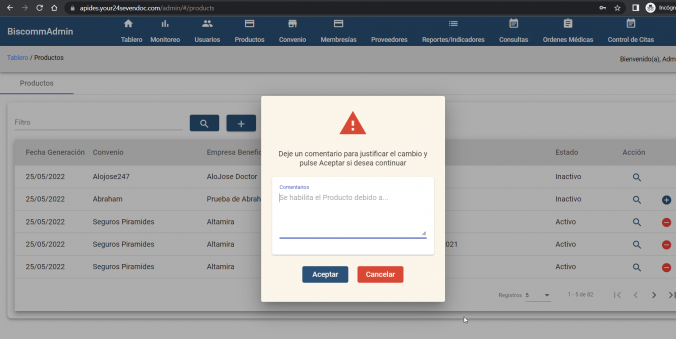 apides.your24sevendoc.com/admin/#/products
Incógn
BiscommAdmin
Tablero Monitoreo Usuarios Productos Convenio Membresías Proveedores Reportes/Indicadores Consultas Ordenes Médicas Control de Citas
Tablero / Productos
Bienvenido(a), Adm
Productos
Filtro
Fecha Generación Convenio Empresa Benefic Estado Acción
25/05/2022 Alojose247 AloJose Doctor Inactivo
25/05/2022 Abraham Prueba de Abrah Inactivo
25/05/2022 Seguros Piramides Altamira Activo
25/05/2022 Seguros Piramides Altamira 021 Activo
25/05/2022 Seguros Piramides Altamira Activo
Registros 5 1 - 5 de 82
Deje un comentario para justificar el cambio y
pulse Aceptar si desea continuar
Comentarios
Se habilita el Producto debido a...
Aceptar Cancelar